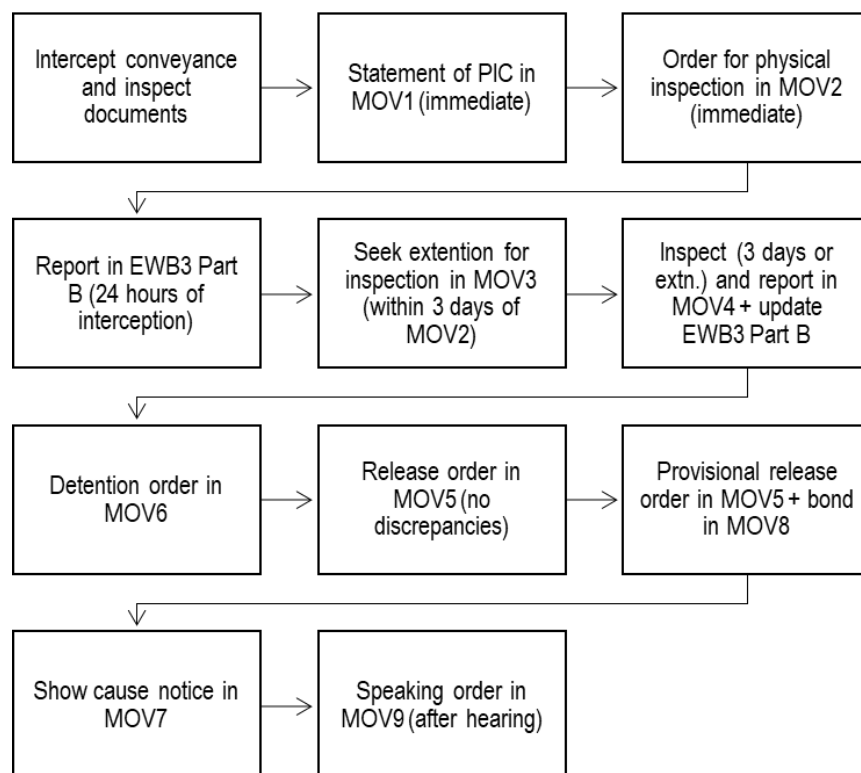 Intercept conveyance
and inspect
documents
Statement of PIC in
MOV1 (immediate)
Order for physical
inspection in MOV2
(immediate)
Report in EWB3 Part
B (24 hours of
interception)
Seek extention for
inspection in MOV3
(within 3 days of
MOV2)
Inspect (3 days or
extn.) and report in
MOV4 + update
EWB3 Part B
Detention order in
MOV6
Release order in
MOV5 (no
discrepancies)
Provisional release
order in MOV5 + bond
in MOV8
Show cause notice in
MOV7
Speaking order in
MOV9 (after hearing)